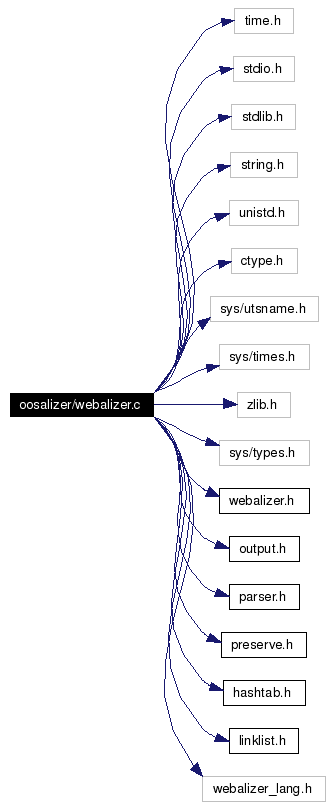 time.h
stdio.h
stdlib.h
string.h
unistd.h
ctype.h
sys/utsname.h
sys/times.h
oosalizer/webalizer.c
zlib.h
sys/types.h
webalizer.h
output.h
parser.h
preserve.h
hashtab.h
linklist.h
webalizer_lang.h